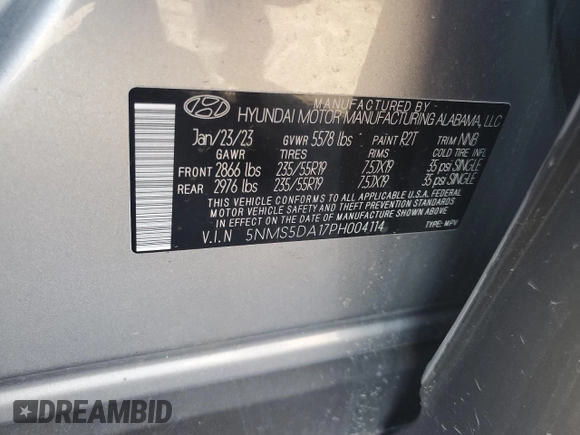 MANUFACTURED BY
HYUNDAI MOTOR MANUFACTURING ALABAMA, LLC
Jan/23/23 GVWR 5578 lbs PAINT R2T TRIM NNB
GAWR TIRES RIMS COLD TIRE INFL
FRONT 2866 lbs 235/55R19 7.5JX19 35 psi SINGLE
REAR 2976 lbs 235/55R19 7.5JX19 35 psi SINGLE
THIS VEHICLE CONFORMS TO ALL APPLICABLE U.S.A. FEDERAL
MOTOR VEHICLE SAFETY, BUMPER, AND THEFT PREVENTION
STANDARDS IN EFFECT ON THE DATE OF MANUFACTURE SHOWN ABOVE.
V.I.N 5NMS5DA17PH004114 TYPE: MPV
DREAMBID